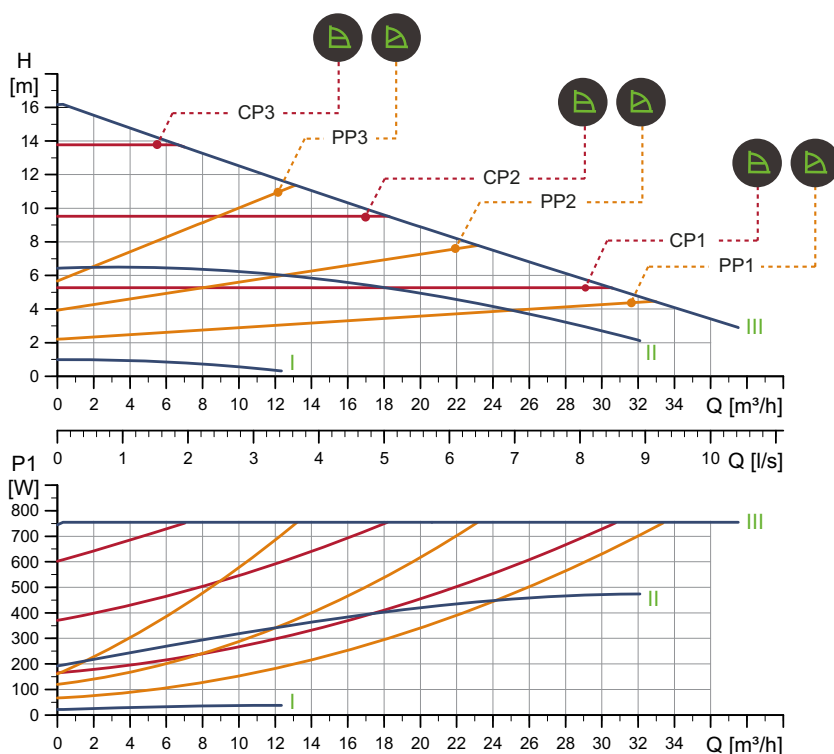 H
[m]
16
14
12
10
8
6
4
2
0
CP3
PP3
CP2
PP2
CP1
PP1
I
II
III
0 2 4 6 8 10 12 14 16 18 20 22 24 26 28 30 32 34 Q [m³/h]
0 1 2 3 4 5 6 7 8 9 10 Q [l/s]
P1
[W]
800
700
600
500
400
300
200
100
0
III
II
I
0 2 4 6 8 10 12 14 16 18 20 22 24 26 28 30 32 34 Q [m³/h]